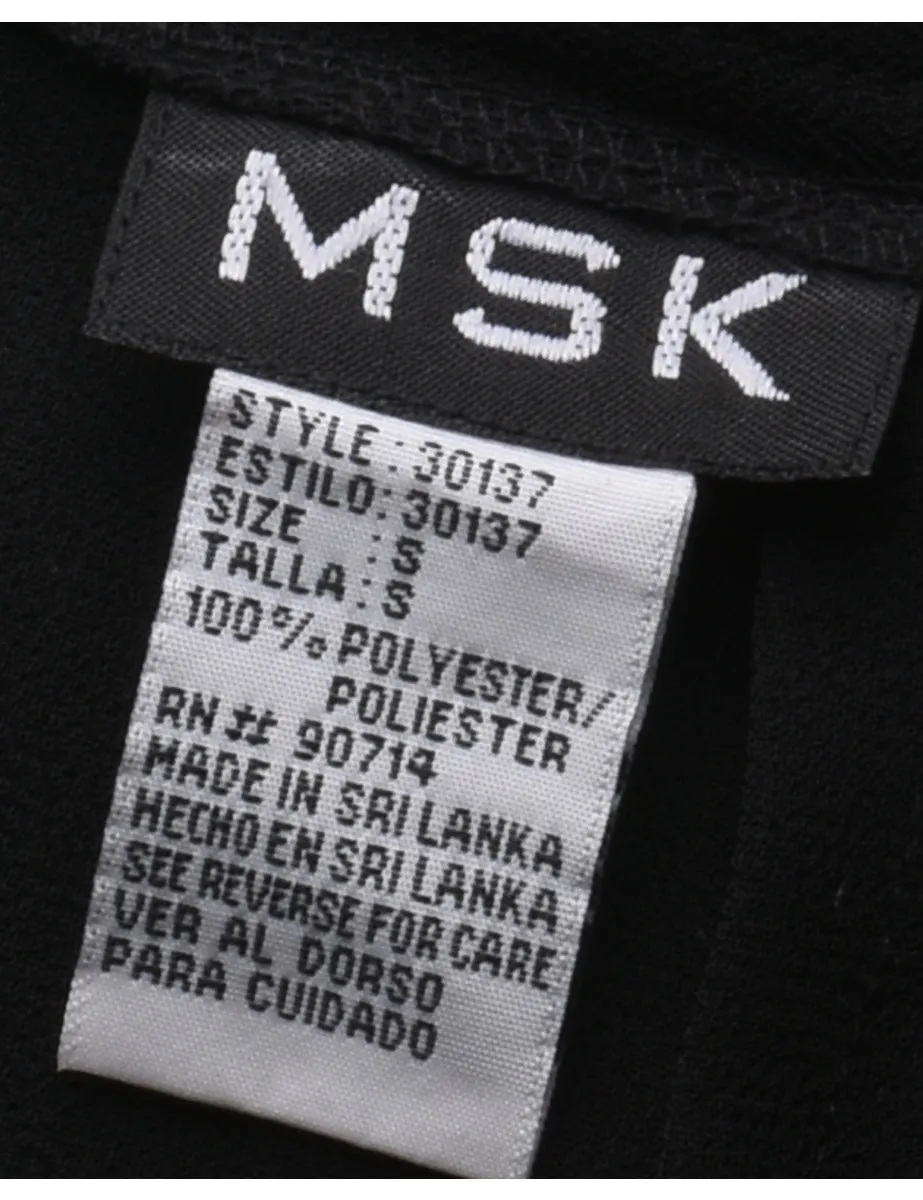 MSK
STYLE: 30137
ESTILO: 30137
SIZE : S
TALLA: S
100% POLYESTER/
POLIESTER
RN # 90714
MADE IN SRI LANKA
HECHO EN SRI LANKA
SEE REVERSE FOR CARE
VER AL DORSO
PARA CUIDADO